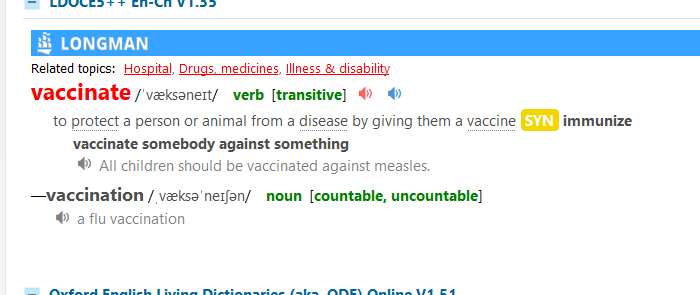 LDOCE5++ En-Ch V1.35
LONGMAN
Related topics: Hospital, Drugs, medicines, Illness & disability
vaccinate /ˈvæksəneɪt/ verb [transitive]
to protect a person or animal from a disease by giving them a vaccine SYN immunize
vaccinate somebody against something
All children should be vaccinated against measles.
—vaccination /ˌvæksəˈneɪʃən/ noun [countable, uncountable]
a flu vaccination
Oxford English Living Dictionaries (aka. ODE) Online V1.51